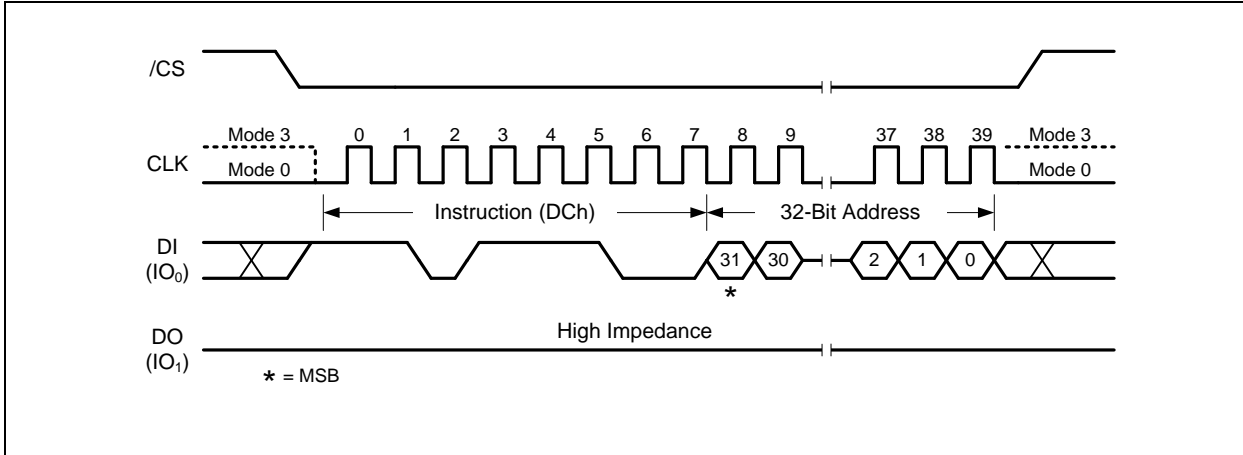 /CS
Mode 3 0 1 2 3 4 5 6 7 8 9 37 38 39 Mode 3
CLK
Mode 0 Mode 0
Instruction (DCh) 32-Bit Address
DI
(IO₀)
31 30 2 1 0
*
High Impedance
DO
(IO₁)
* = MSB